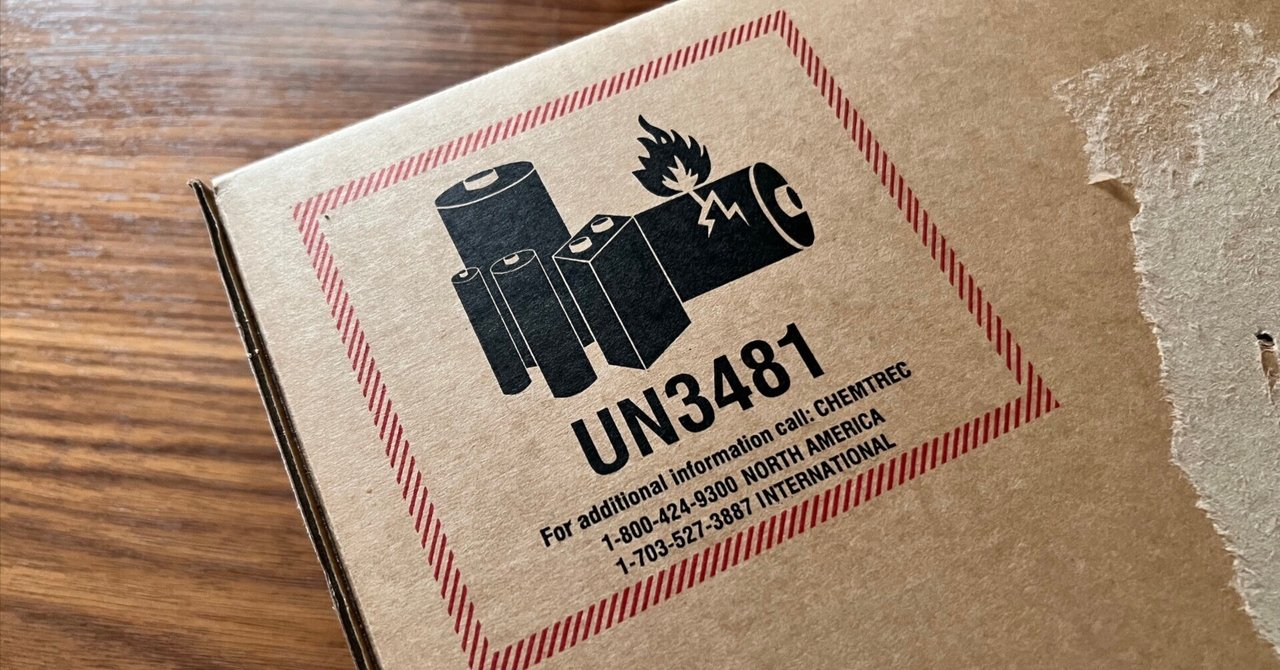 UN3481
For additional information call: CHEMTREC
1-800-424-9300 NORTH AMERICA
1-703-527-3887 INTERNATIONAL